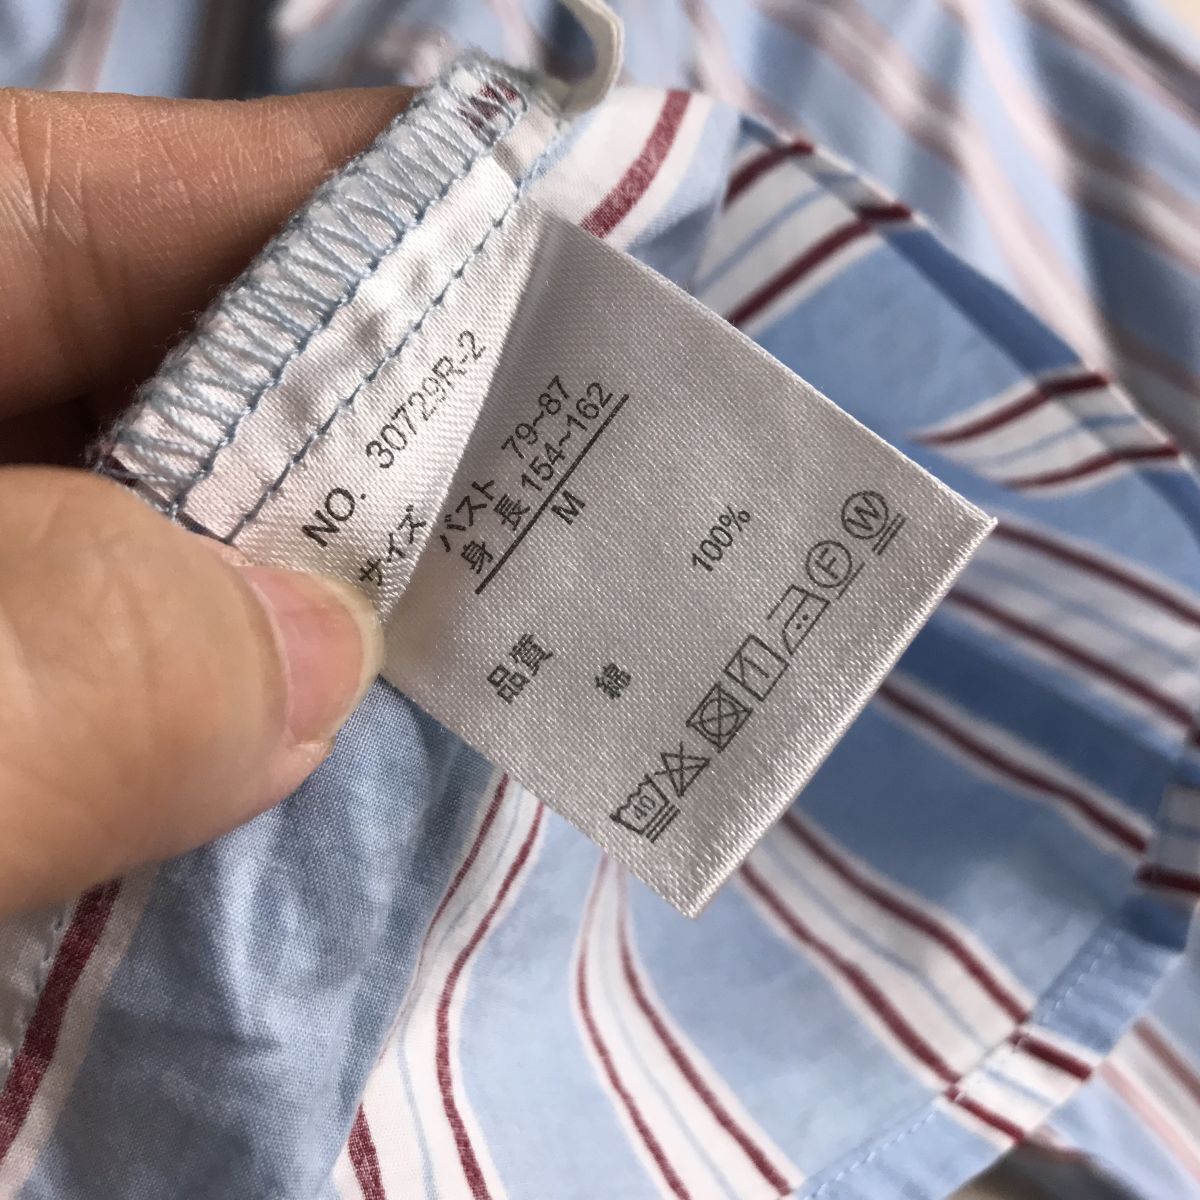 NO. 30729R-2
サイズ
バスト 79~87
身 長 154~162
M
品質
綿 100%
40 F W